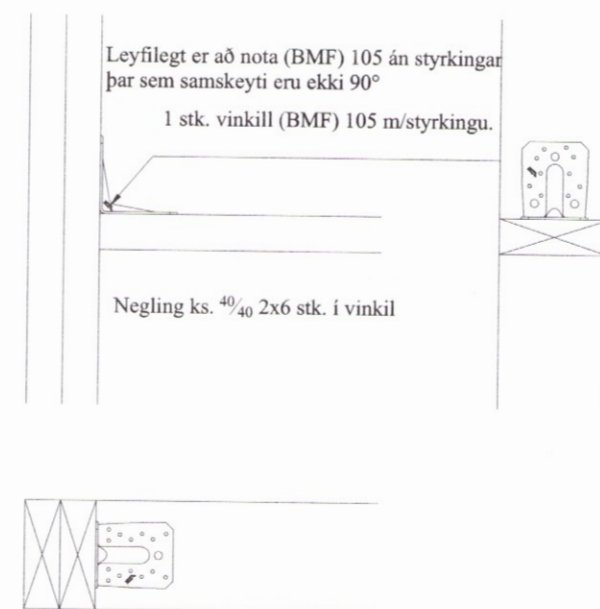 Leyfilegt er að nota (BMF) 105 án styrkingar
þar sem samskeyti eru ekki 90°
1 stk. vinkill (BMF) 105 m/styrkingu.
Negling ks. 40/40 2x6 stk. í vinkil